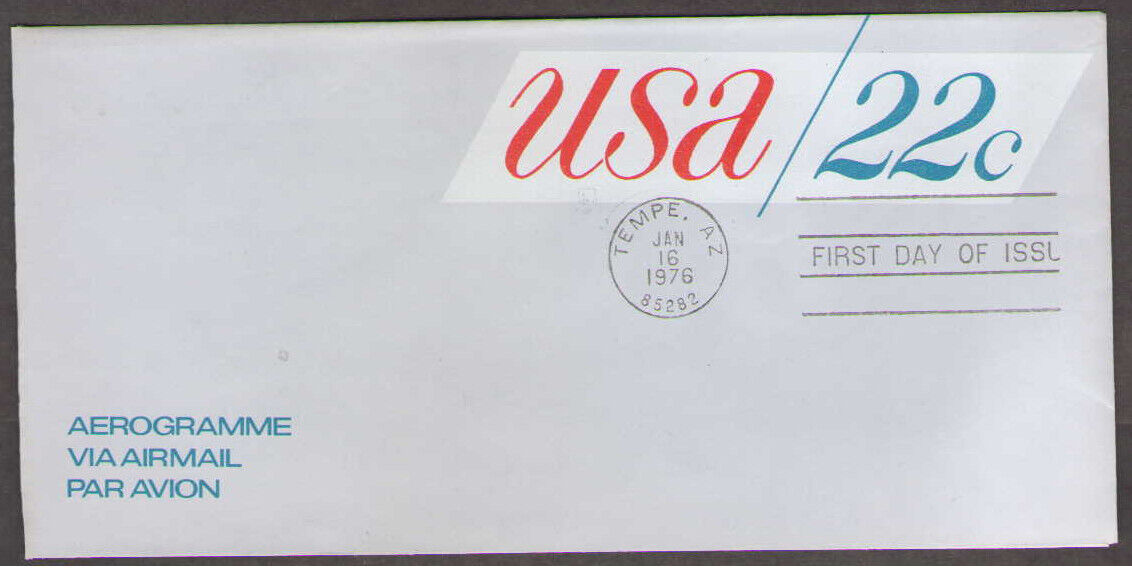 usa/22c
TEMPE, AZ
JAN
16
1976
85282
FIRST DAY OF ISSU
AEROGRAMME
VIA AIRMAIL
PAR AVION